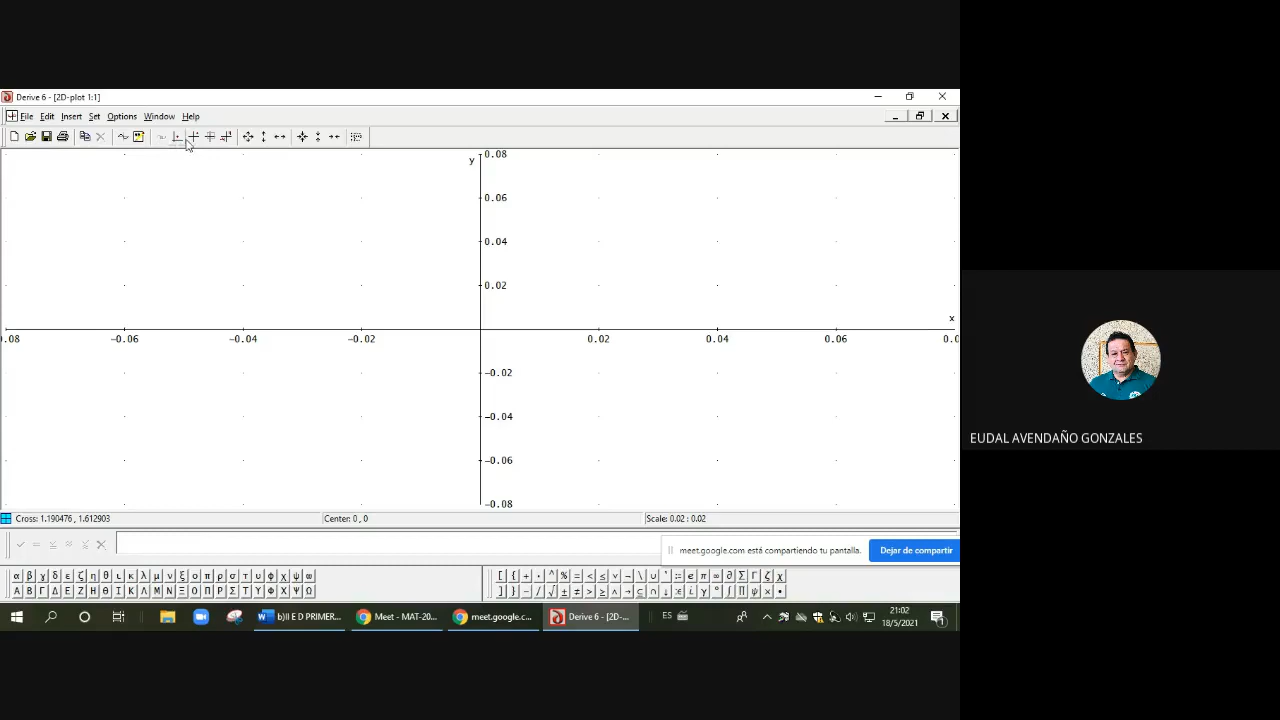 Derive 6 - [2D-plot 1:1]
File Edit Insert Set Options Window Help
y
0.08
0.06
0.04
0.02
x
0.08 −0.06 −0.04 −0.02 0.02 0.04 0.06 0.0
−0.02
−0.04
−0.06
−0.08
Cross: 1.190476, 1.612903 Center: 0, 0 Scale: 0.02 : 0.02
meet.google.com está compartiendo tu pantalla. Dejar de compartir
α β γ δ ε ζ η θ ι κ λ μ ν ξ ο π ρ σ τ υ φ χ ψ ω
Α Β Γ Δ Ε Ζ Η Θ Ι Κ Λ Μ Ν Ξ Ο Π Ρ Σ Τ Υ Φ Χ Ψ Ω
EUDAL AVENDAÑO GONZALES
b)II E D PRIMER... Meet - MAT-20... meet.google.c... Derive 6 - [2D-... ES
21:02
18/5/2021